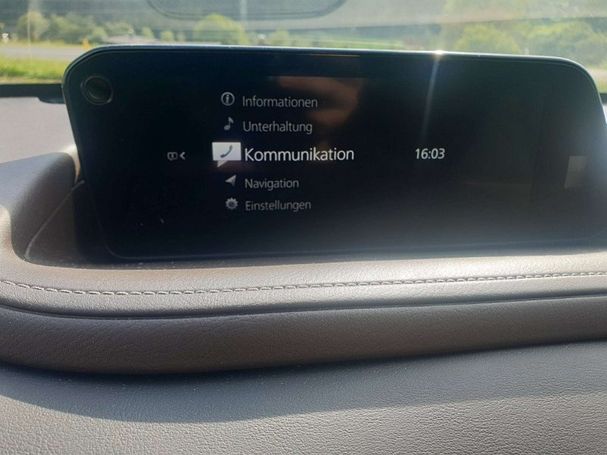 Informationen
Unterhaltung
Kommunikation 16:03
Navigation
Einstellungen